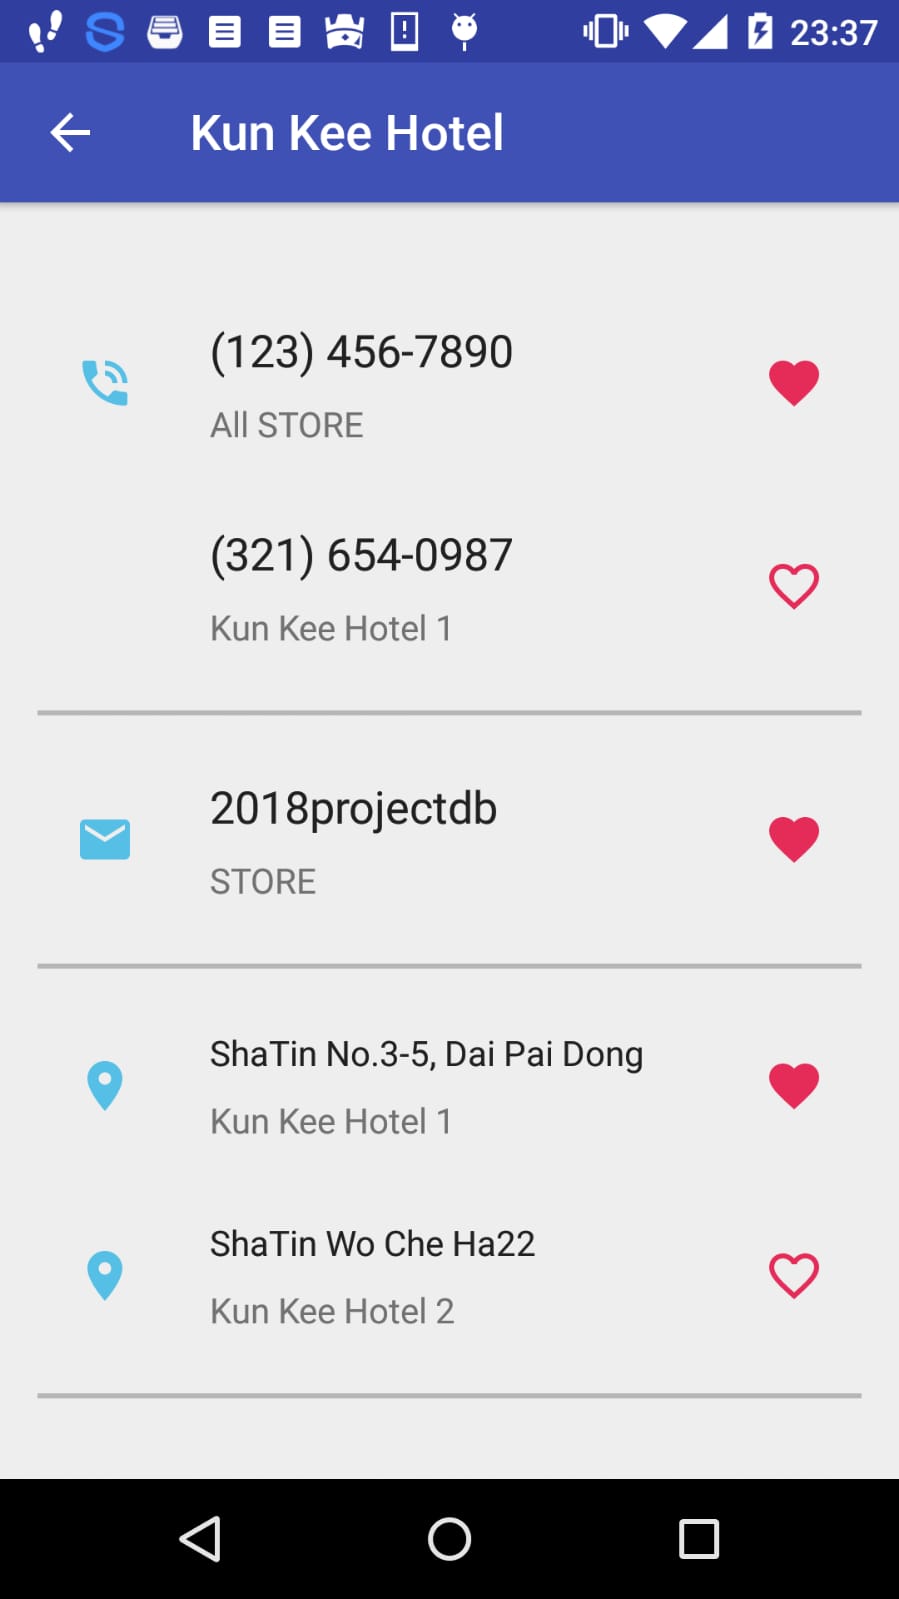 23:37
Kun Kee Hotel
(123) 456-7890
All STORE
(321) 654-0987
Kun Kee Hotel 1
2018projectdb
STORE
ShaTin No.3-5, Dai Pai Dong
Kun Kee Hotel 1
ShaTin Wo Che Ha22
Kun Kee Hotel 2